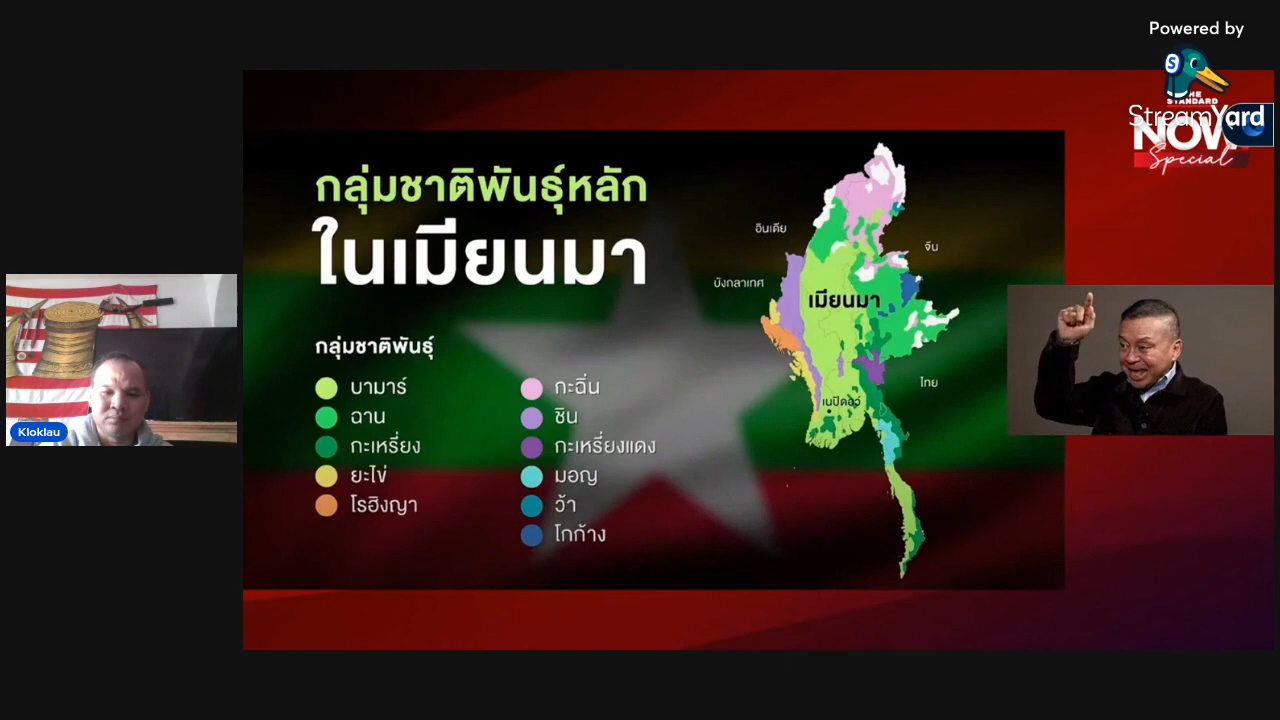 Powered by
StreamYard
THE
STANDARD
NOW
Special
กลุ่มชาติพันธุ์หลัก
ในเมียนมา
อินเดีย
จีน
บังกลาเทศ
เมียนมา
ไทย
เนปิดอว์
กลุ่มชาติพันธุ์
บามาร์
ฉาน
กะเหรี่ยง
ยะไข่
โรฮิงญา
กะฉิ่น
ชิน
กะเหรี่ยงแดง
มอญ
ว้า
โกก้าง
Kloklau